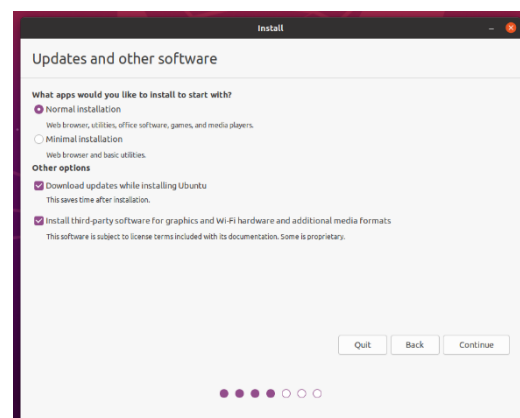 Install
Updates and other software
What apps would you like to install to start with?
Normal installation
Web browser, utilities, office software, games, and media players.
Minimal installation
Web browser and basic utilities.
Other options
Download updates while installing Ubuntu
This saves time after installation.
Install third-party software for graphics and Wi-Fi hardware and additional media formats
This software is subject to license terms included with its documentation. Some is proprietary.
Quit Back Continue